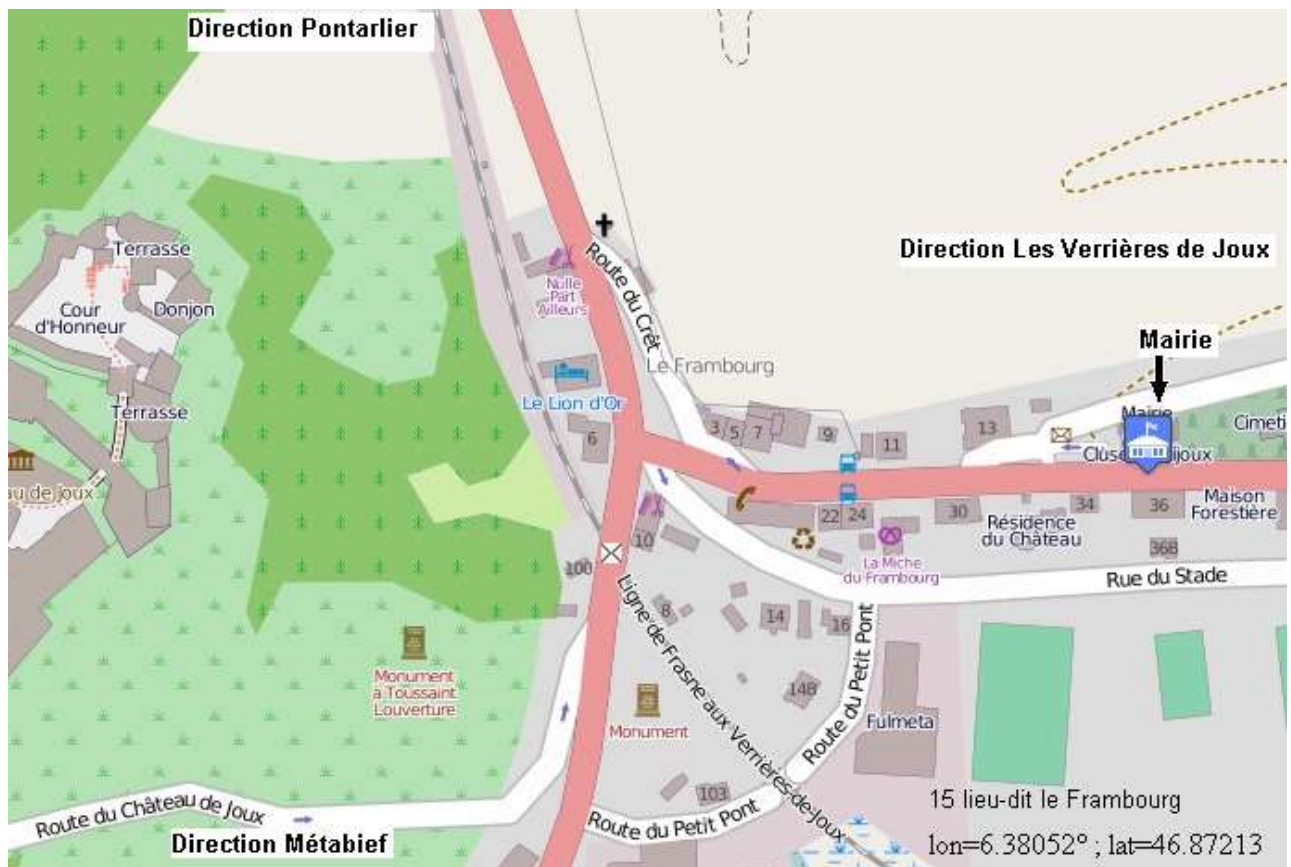 Direction Pontarlier
Terrasse
Cour
d'Honneur
Donjon
Terrasse
au de Joux
Nulle
Part
Ailleurs
Route du Crêt
Direction Les Verrières de Joux
Le Frambourg
Mairie
Le Lion d'Or
6
3
5
7
9
11
13
Mairie
Cimeti
Cluse
ijoux
10
22
24
30
34
36
Maison
Forestière
Résidence
du Château
36B
La Miche
du Frambourg
Rue du Stade
100
Ligne de Frasne aux Verrières-de-Joux
8
14
16
14B
Route du Petit Pont
Fulmeta
Monument
à Toussaint
Louverture
Monument
103
Route du Petit Pont
Route du Château de Joux
Direction Métabief
15 lieu-dit le Frambourg
lon=6.38052° ; lat=46.87213